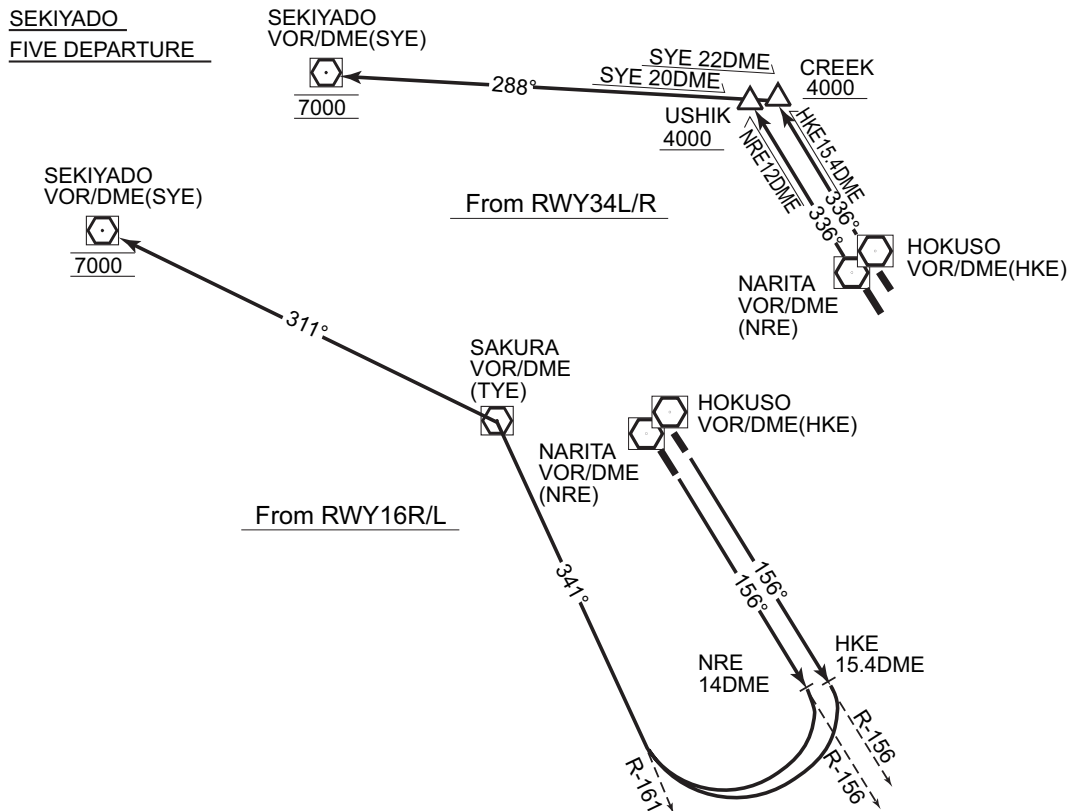 SEKIYADO
FIVE DEPARTURE
SEKIYADO
VOR/DME(SYE)
7000
288°
SYE 22DME
SYE 20DME
CREEK
4000
USHIK
4000
HKE15.4DME
NRE12DME
336°
336°
HOKUSO
VOR/DME(HKE)
NARITA
VOR/DME
(NRE)
From RWY34L/R
SEKIYADO
VOR/DME(SYE)
7000
311°
SAKURA
VOR/DME
(TYE)
HOKUSO
VOR/DME(HKE)
NARITA
VOR/DME
(NRE)
From RWY16R/L
341°
156°
156°
NRE
14DME
HKE
15.4DME
R-156
R-156
R-161